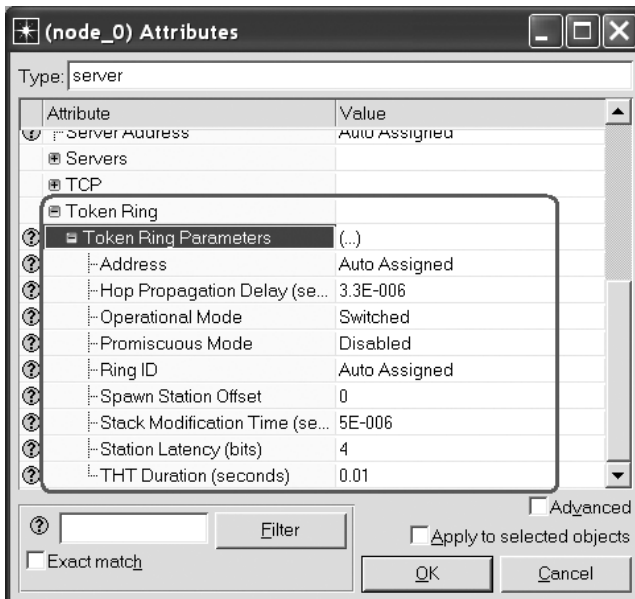 (node_0) Attributes
Type: server
Attribute Value
Server Address Auto Assigned
Servers
TCP
Token Ring
Token Ring Parameters (...)
Address Auto Assigned
Hop Propagation Delay (se... 3.3E-006
Operational Mode Switched
Promiscuous Mode Disabled
Ring ID Auto Assigned
Spawn Station Offset 0
Stack Modification Time (se... 5E-006
Station Latency (bits) 4
THT Duration (seconds) 0.01
Advanced
Filter
Apply to selected objects
Exact match
OK Cancel